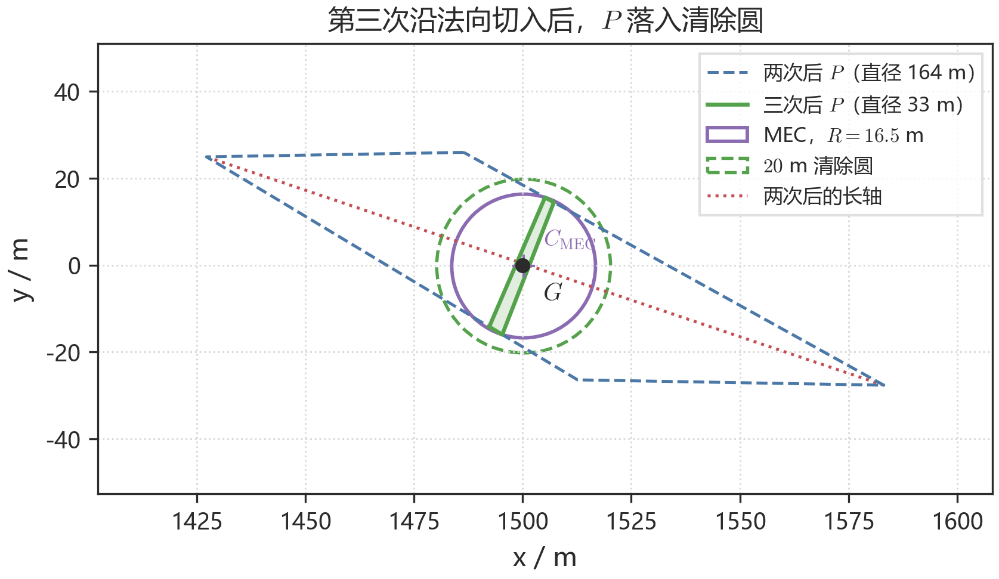 第三次沿法向切入后，P 落入清除圆
两次后 P（直径 164 m）
三次后 P（直径 33 m）
MEC，R = 16.5 m
20 m 清除圆
两次后的长轴
y / m
40
20
0
-20
-40
C_MEC
G
1425 1450 1475 1500 1525 1550 1575 1600
x / m